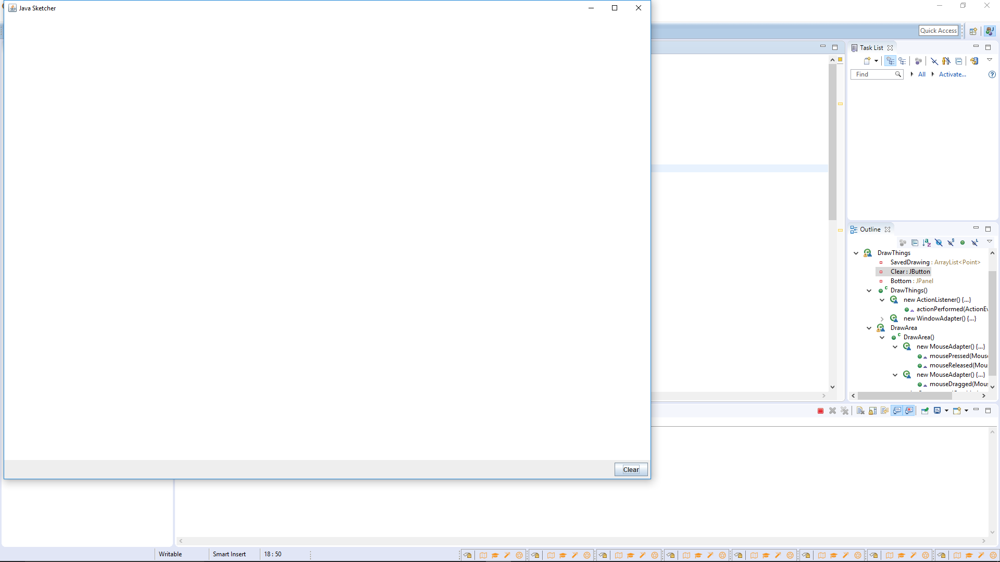 Java Sketcher
Quick Access
Task List
Find
All
Activate...
Outline
DrawThings
SavedDrawing : ArrayList<Point>
Clear : JButton
Bottom : JPanel
DrawThings()
new ActionListener() {...}
actionPerformed(ActionEv
new WindowAdapter() {...}
DrawArea
DrawArea()
new MouseAdapter() {...}
mousePressed(Mouse
mouseReleased(Mou
new MouseAdapter() {...}
mouseDragged(Mous
Clear
Writable
Smart Insert
18 : 50